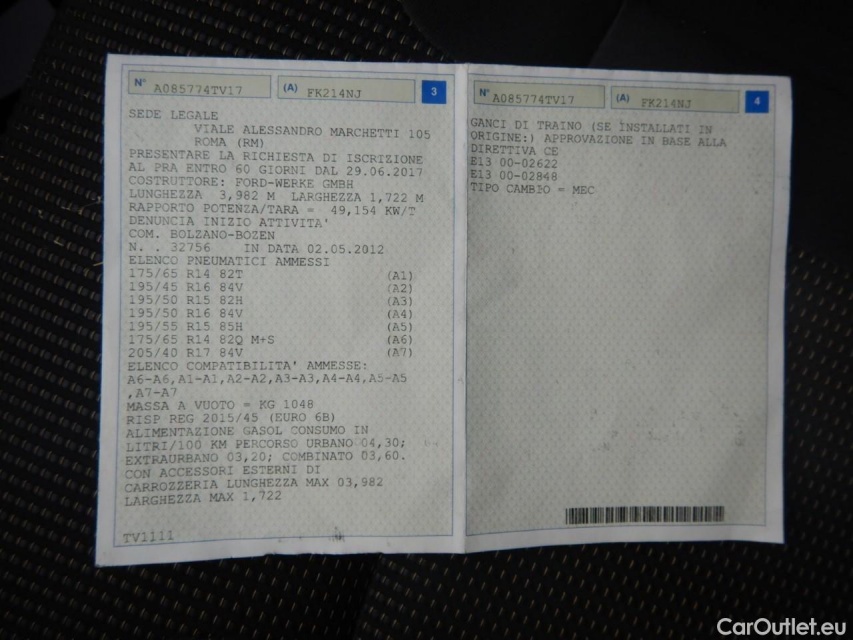 N° A085774TV17 (A) FK214NJ 3
SEDE LEGALE
VIALE ALESSANDRO MARCHETTI 105
ROMA (RM)
PRESENTARE LA RICHIESTA DI ISCRIZIONE
AL PRA ENTRO 60 GIORNI DAL 29.06.2017
COSTRUTTORE: FORD-WERKE GMBH
LUNGHEZZA 3,982 M LARGHEZZA 1,722 M
RAPPORTO POTENZA/TARA = 49,154 KW/T
DENUNCIA INIZIO ATTIVITA'
COM. BOLZANO-BOZEN
N. . 32756 IN DATA 02.05.2012
ELENCO PNEUMATICI AMMESSI
175/65 R14 82T (A1)
195/45 R16 84V (A2)
195/50 R15 82H (A3)
195/50 R16 84V (A4)
195/55 R15 85H (A5)
175/65 R14 82Q M+S (A6)
205/40 R17 84V (A7)
ELENCO COMPATIBILITA' AMMESSE:
A6-A6,A1-A1,A2-A2,A3-A3,A4-A4,A5-A5
,A7-A7
MASSA A VUOTO = KG 1048
RISP REG 2015/45 (EURO 6B)
ALIMENTAZIONE GASOL CONSUMO IN
LITRI/100 KM PERCORSO URBANO 04,30;
EXTRAURBANO 03,20; COMBINATO 03,60.
CON ACCESSORI ESTERNI DI
CARROZZERIA LUNGHEZZA MAX 03,982
LARGHEZZA MAX 1,722
TV1111
N° A085774TV17 (A) FK214NJ 4
GANCI DI TRAINO (SE INSTALLATI IN
ORIGINE:) APPROVAZIONE IN BASE ALLA
DIRETTIVA CE
E13 00-02622
E13 00-02848
TIPO CAMBIO = MEC
CarOutlet.eu